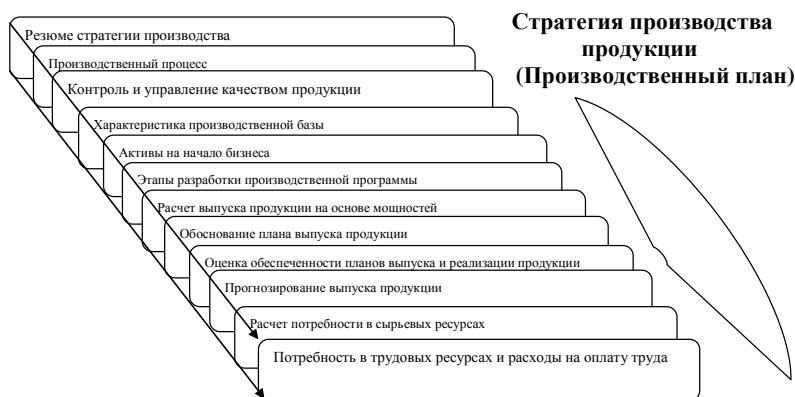 Стратегия производства
продукции
(Производственный план)
Резюме стратегии производства
Производственный процесс
Контроль и управление качеством продукции
Характеристика производственной базы
Активы на начало бизнеса
Этапы разработки производственной программы
Расчет выпуска продукции на основе мощностей
Обоснование плана выпуска продукции
Оценка обеспеченности планов выпуска и реализации продукции
Прогнозирование выпуска продукции
Расчет потребности в сырьевых ресурсах
Потребность в трудовых ресурсах и расходы на оплату труда